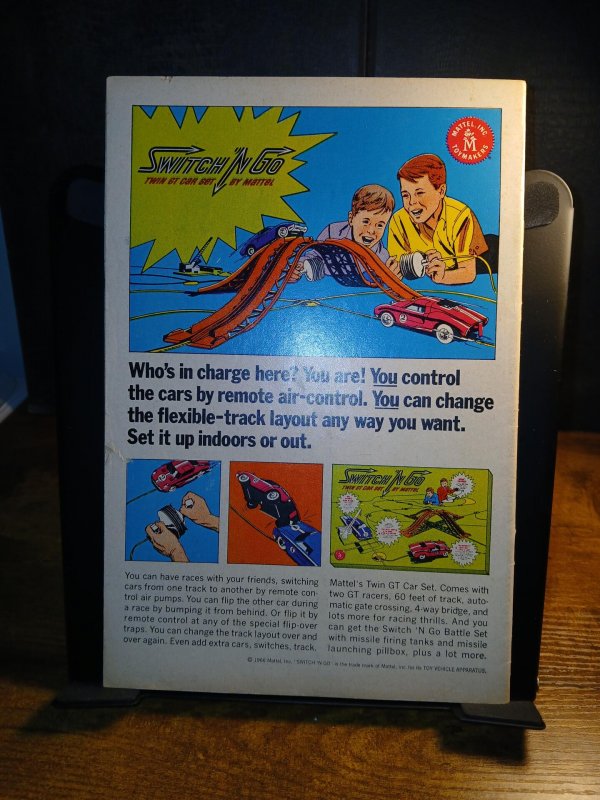 SWITCH 'N GO
TWIN GT CAR SET BY MATTEL
MATTEL, INC.
M
TOYMAKERS
2
Who's in charge here? You are! You control
the cars by remote air-control. You can change
the flexible-track layout any way you want.
Set it up indoors or out.
SWITCH 'N GO
TWIN GT CAR SET BY MATTEL
You can have races with your friends, switching
cars from one track to another by remote con-
trol air pumps. You can flip the other car during
a race by bumping it from behind. Or flip it by
remote control at any of the special flip-over
traps. You can change the track layout over and
over again. Even add extra cars, switches, track.
Mattel's Twin GT Car Set. Comes with
two GT racers, 60 feet of track, auto-
matic gate crossing, 4-way bridge, and
lots more for racing thrills. And you
can get the Switch 'N Go Battle Set
with missile firing tanks and missile
launching pillbox, plus a lot more.
© 1966 Mattel, Inc. "SWITCH 'N GO" is the trade mark of Mattel, Inc. for its TOY VEHICLE APPARATUS.